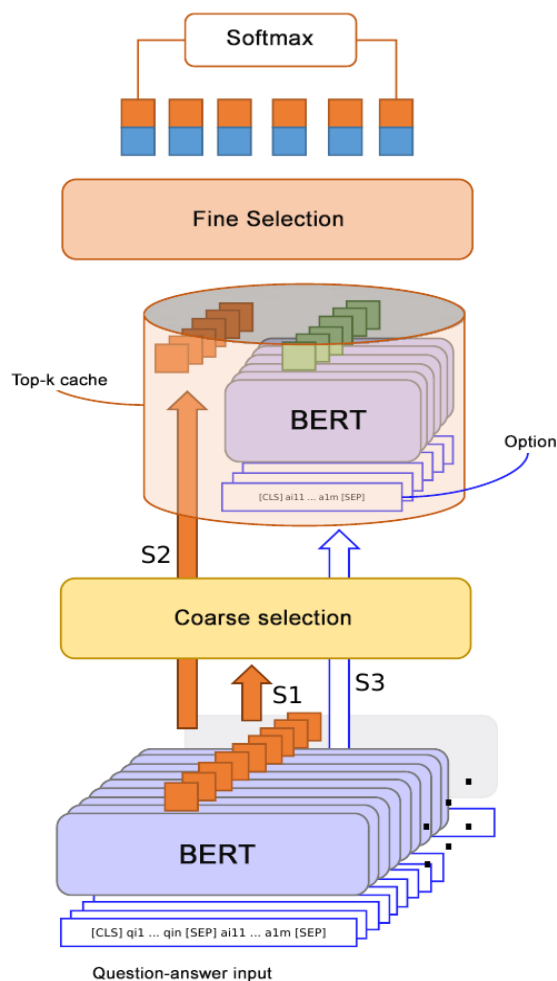 Softmax
Fine Selection
Top-k cache
BERT
Option
[CLS] ai11 ... a1m [SEP]
S2
Coarse selection
S1
S3
BERT
[CLS] qi1 ... qin [SEP] ai11 ... a1m [SEP]
Question-answer input